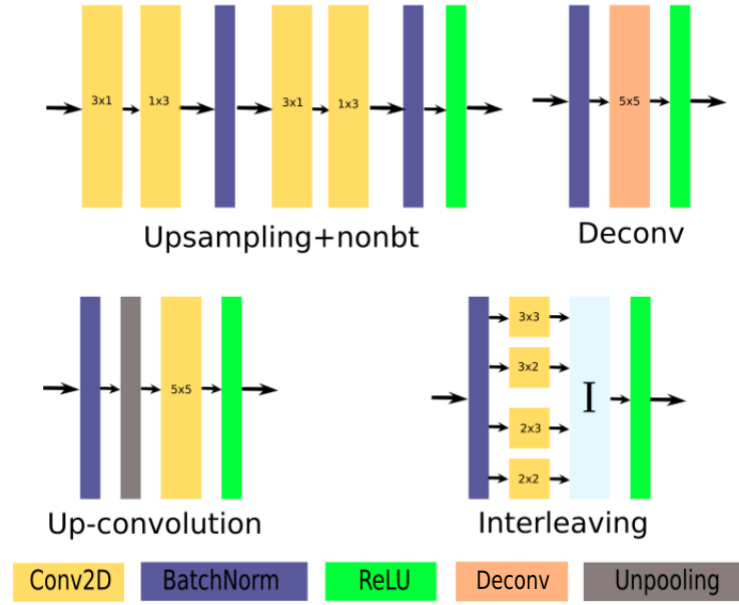 3x1 1x3 3x1 1x3 5x5
Upsampling+nonbt Deconv
3x3
3x2
5x5 I
2x3
2x2
Up-convolution Interleaving
Conv2D BatchNorm ReLU Deconv Unpooling